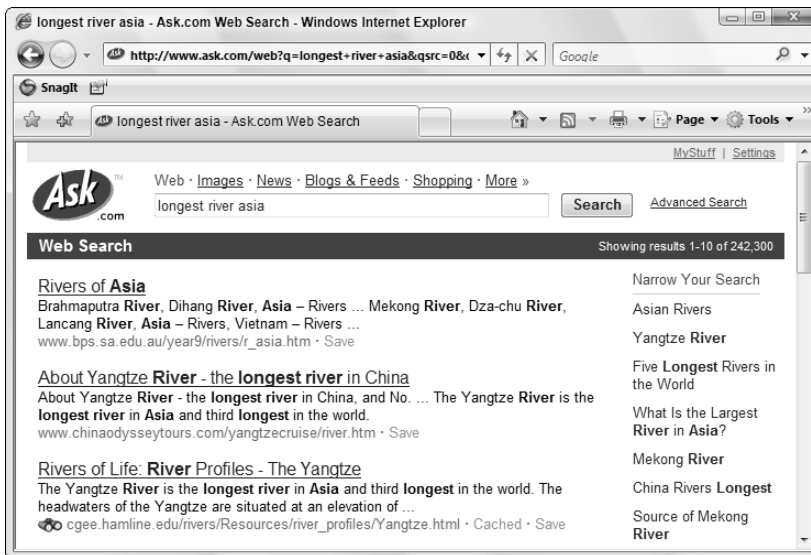 longest river asia - Ask.com Web Search - Windows Internet Explorer
http://www.ask.com/web?q=longest+river+asia&qsrc=0&
Google
SnagIt
longest river asia - Ask.com Web Search
Page
Tools
MyStuff | Settings
Ask.com
TM
Web · Images · News · Blogs & Feeds · Shopping · More »
longest river asia
Search
Advanced Search
Web Search
Showing results 1-10 of 242,300
Rivers of Asia
Brahmaputra River, Dihang River, Asia – Rivers ... Mekong River, Dza-chu River,
Lancang River, Asia – Rivers, Vietnam – Rivers ...
www.bps.sa.edu.au/year9/rivers/r_asia.htm · Save
About Yangtze River - the longest river in China
About Yangtze River - the longest river in China, and No. ... The Yangtze River is the
longest river in Asia and third longest in the world.
www.chinaodysseytours.com/yangtzecruise/river.htm · Save
Rivers of Life: River Profiles - The Yangtze
The Yangtze River is the longest river in Asia and third longest in the world. The
headwaters of the Yangtze are situated at an elevation of ...
cgee.hamline.edu/rivers/Resources/river_profiles/Yangtze.html · Cached · Save
Narrow Your Search
Asian Rivers
Yangtze River
Five Longest Rivers in
the World
What Is the Largest
River in Asia?
Mekong River
China Rivers Longest
Source of Mekong
River